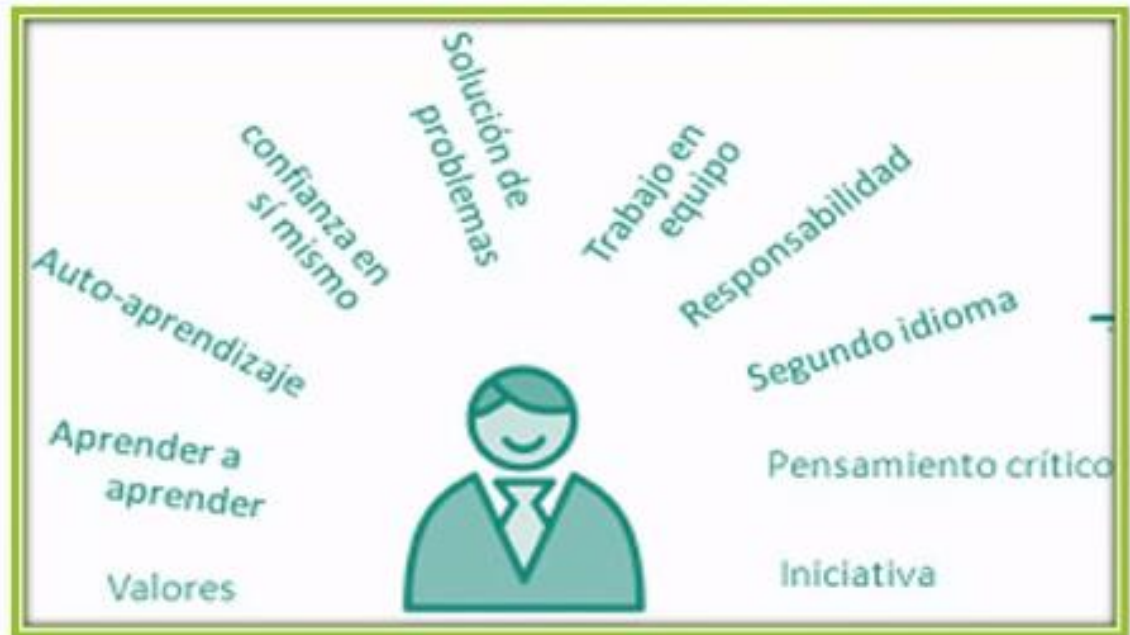 Solución de
problemas
confianza en
sí mismo
Trabajo en
equipo
Responsabilidad
Auto-aprendizaje
Segundo idioma
Aprender a
aprender
Pensamiento crítico
Valores
Iniciativa